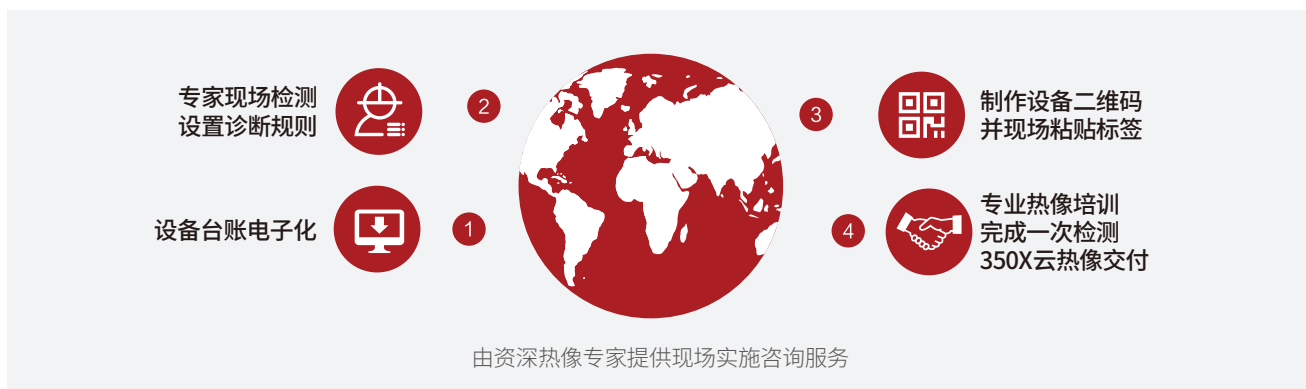 专家现场检测
设置诊断规则
2
设备台账电子化
1
3
制作设备二维码
并现场粘贴标签
4
专业热像培训
完成一次检测
350X云热像交付
由资深热像专家提供现场实施咨询服务